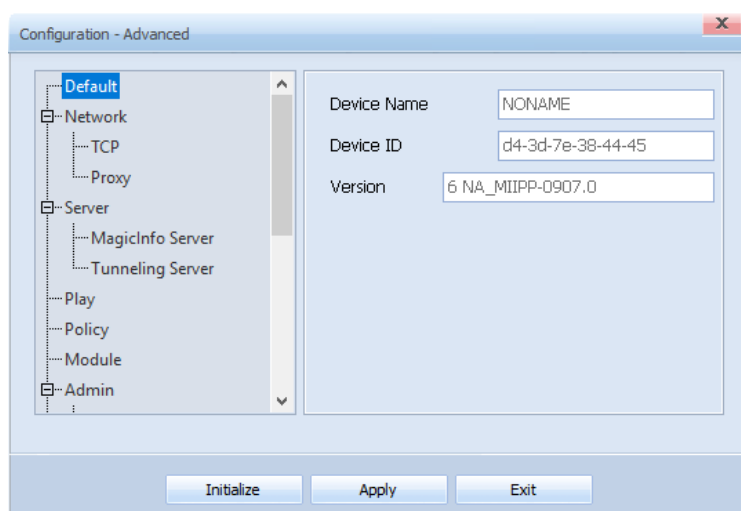 Configuration - Advanced
x
Default
Network
TCP
Proxy
Server
MagicInfo Server
Tunneling Server
Play
Policy
Module
Admin
Device Name NONAME
Device ID d4-3d-7e-38-44-45
Version 6 NA_MIIPP-0907.0
Initialize Apply Exit